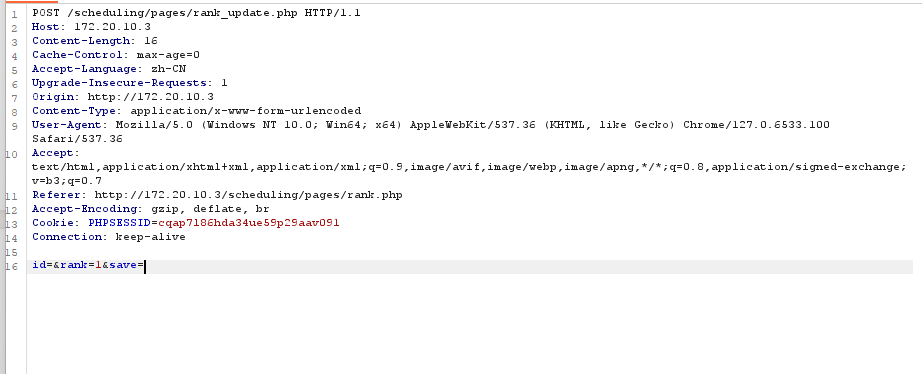 1 POST /scheduling/pages/rank_update.php HTTP/1.1
2 Host: 172.20.10.3
3 Content-Length: 16
4 Cache-Control: max-age=0
5 Accept-Language: zh-CN
6 Upgrade-Insecure-Requests: 1
7 Origin: http://172.20.10.3
8 Content-Type: application/x-www-form-urlencoded
9 User-Agent: Mozilla/5.0 (Windows NT 10.0; Win64; x64) AppleWebKit/537.36 (KHTML, like Gecko) Chrome/127.0.6533.100
Safari/537.36
10 Accept:
text/html,application/xhtml+xml,application/xml;q=0.9,image/avif,image/webp,image/apng,*/*;q=0.8,application/signed-exchange;
v=b3;q=0.7
11 Referer: http://172.20.10.3/scheduling/pages/rank.php
12 Accept-Encoding: gzip, deflate, br
13 Cookie: PHPSESSID=cqap7186hda34ue59p29aav091
14 Connection: keep-alive
15
16 id=&rank=1&save=